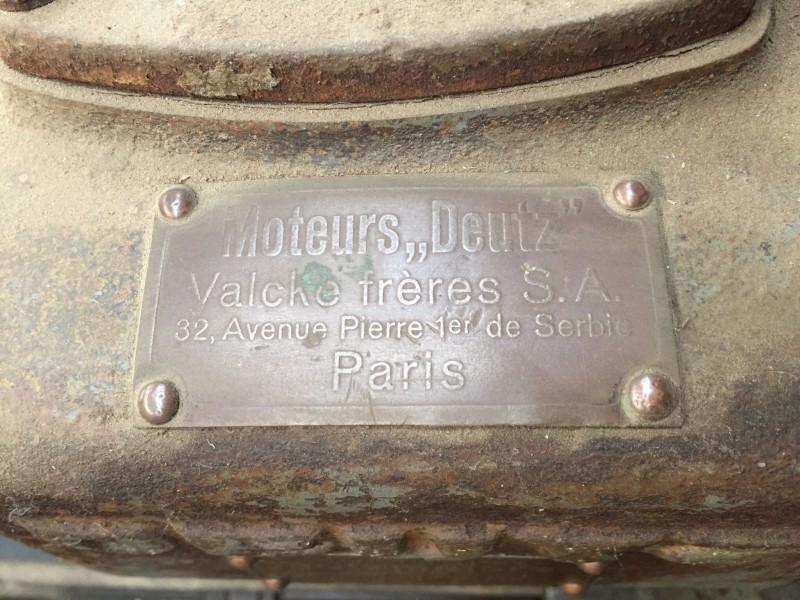 Moteurs „Deutz"
Valcke frères S.A.
32, Avenue Pierre 1er de Serbie
Paris